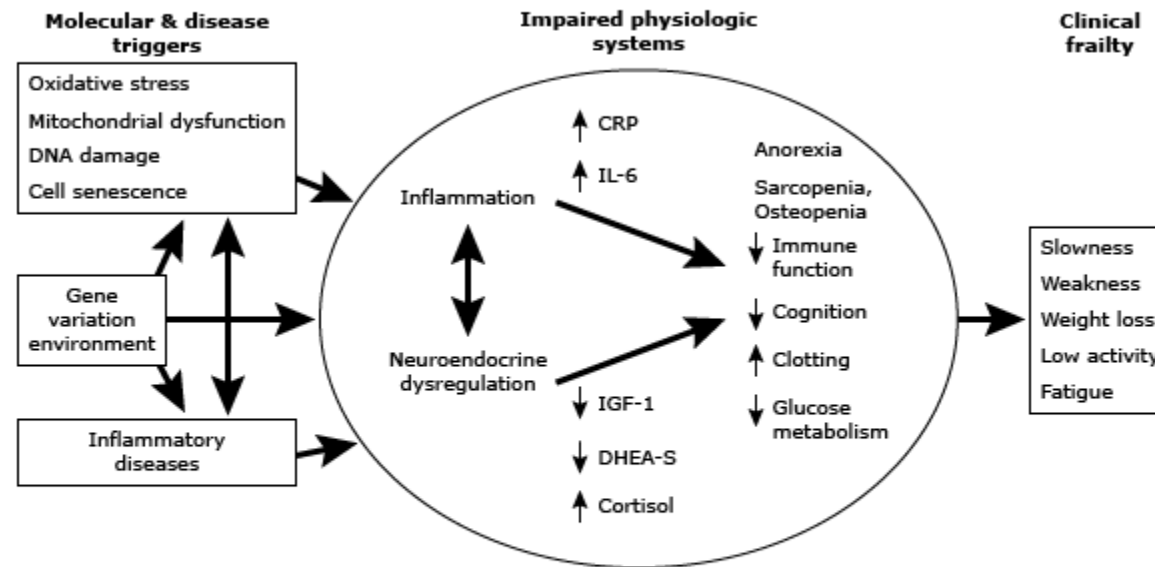 Molecular & disease
triggers
Oxidative stress
Mitochondrial dysfunction
DNA damage
Cell senescence
Gene
variation
environment
Inflammatory
diseases
Impaired physiologic
systems
CRP
IL-6
Inflammation
Neuroendocrine
dysregulation
IGF-1
DHEA-S
Cortisol
Anorexia
Sarcopenia,
Osteopenia
Immune
function
Cognition
Clotting
Glucose
metabolism
Clinical
frailty
Slowness
Weakness
Weight loss
Low activity
Fatigue